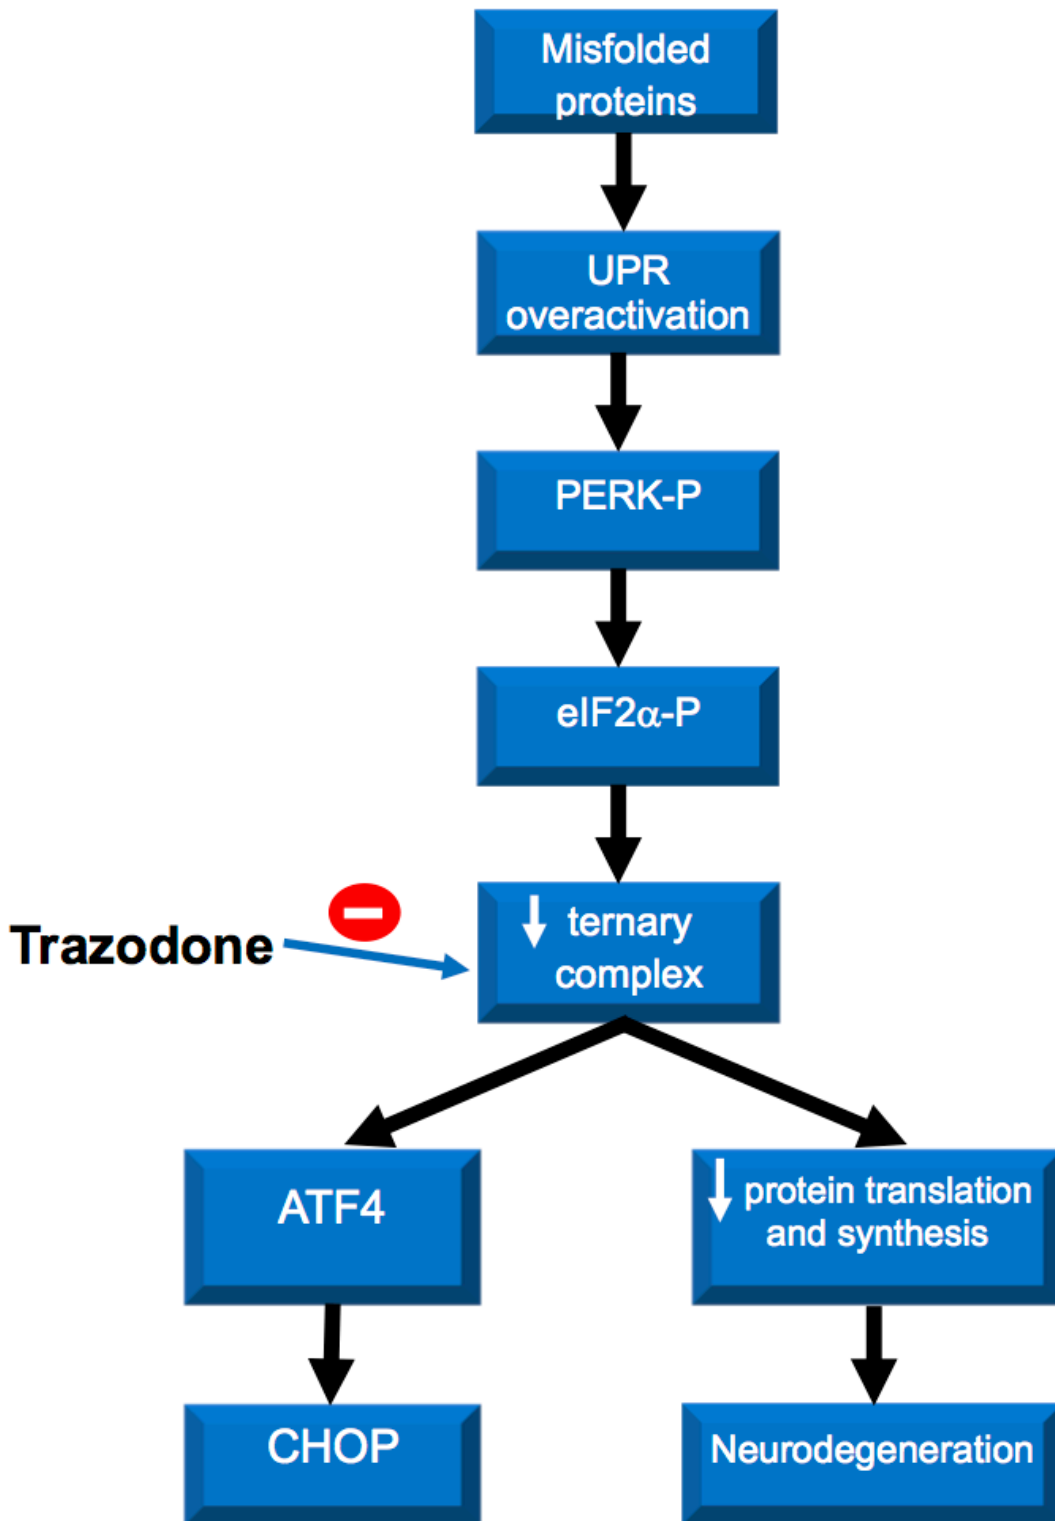 Misfolded
proteins
UPR
overactivation
PERK-P
eIF2α-P
↓ ternary
complex
Trazodone
ATF4
↓ protein translation
and synthesis
CHOP
Neurodegeneration